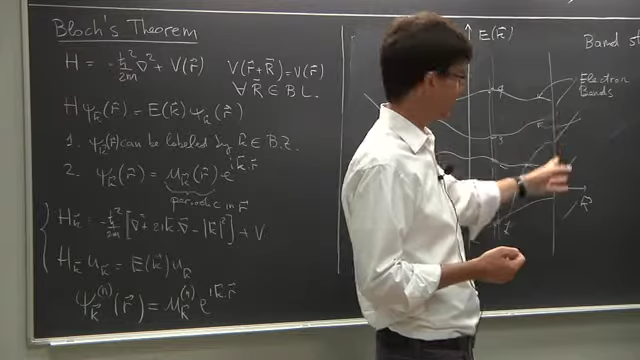 Bloch's Theorem
H = -ħ²/2m ∇² + V(r⃗)
V(r⃗+R⃗)=V(r⃗)
∀ R⃗ ∈ B L.
Hψ_k⃗(r⃗) = E(k⃗)ψ_k⃗(r⃗)
1. ψ_k⃗(r⃗) can be labeled by k⃗ ∈ B.Z.
2. ψ_k⃗(r⃗) = u_k⃗(r⃗) e^{ik⃗·r⃗}
periodic in r⃗
H_k⃗ = -ħ²/2m [∇²+2ik⃗·∇⃗ - |k⃗|²] + V
H_k⃗ u_k⃗ = E(k⃗) u_k⃗
ψ_k⃗^(n)(r⃗) = u_k⃗^(n) e^{ik⃗·r⃗}
E(k⃗)
Band st
Electron
Bands
k⃗